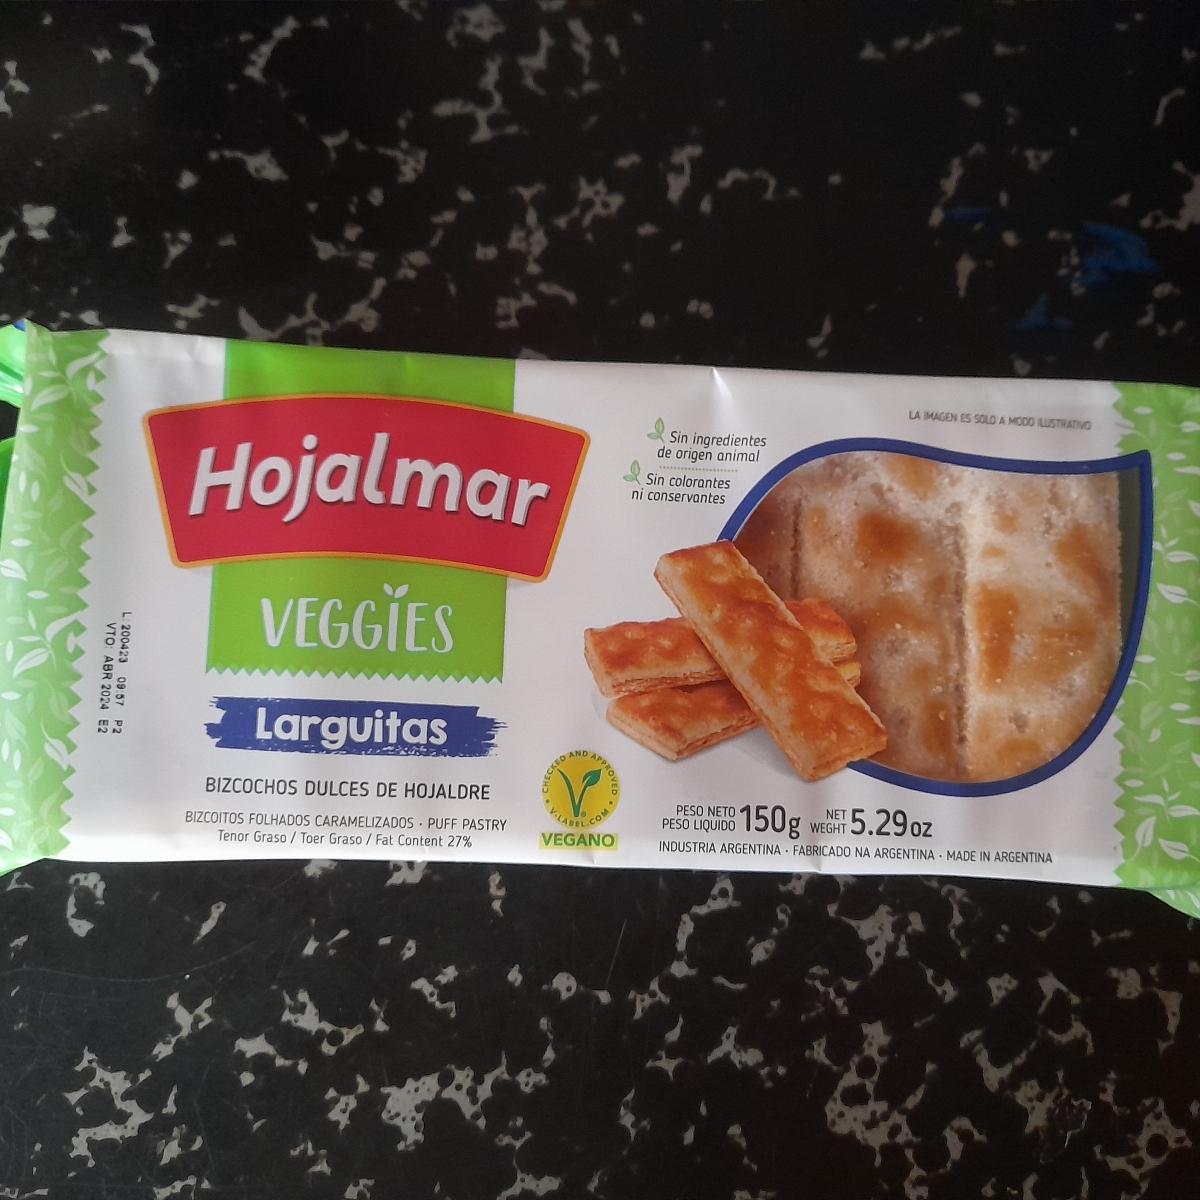 Hojalmar
VEGGIES
Larguitas
BIZCOCHOS DULCES DE HOJALDRE
BIZCOITOS FOLHADOS CARAMELIZADOS · PUFF PASTRY
Tenor Graso / Toer Graso / Fat Content 27%
L: 200423 09:57 P2
VTO: ABR 2024 E2
CHECKED AND APPROVED
V-LABEL.COM
VEGANO
Sin ingredientes
de origen animal
Sin colorantes
ni conservantes
LA IMAGEN ES SOLO A MODO ILUSTRATIVO
PESO NETO
PESO LIQUIDO
150g
NET
WEGHT
5.29oz
INDUSTRIA ARGENTINA · FABRICADO NA ARGENTINA · MADE IN ARGENTINA